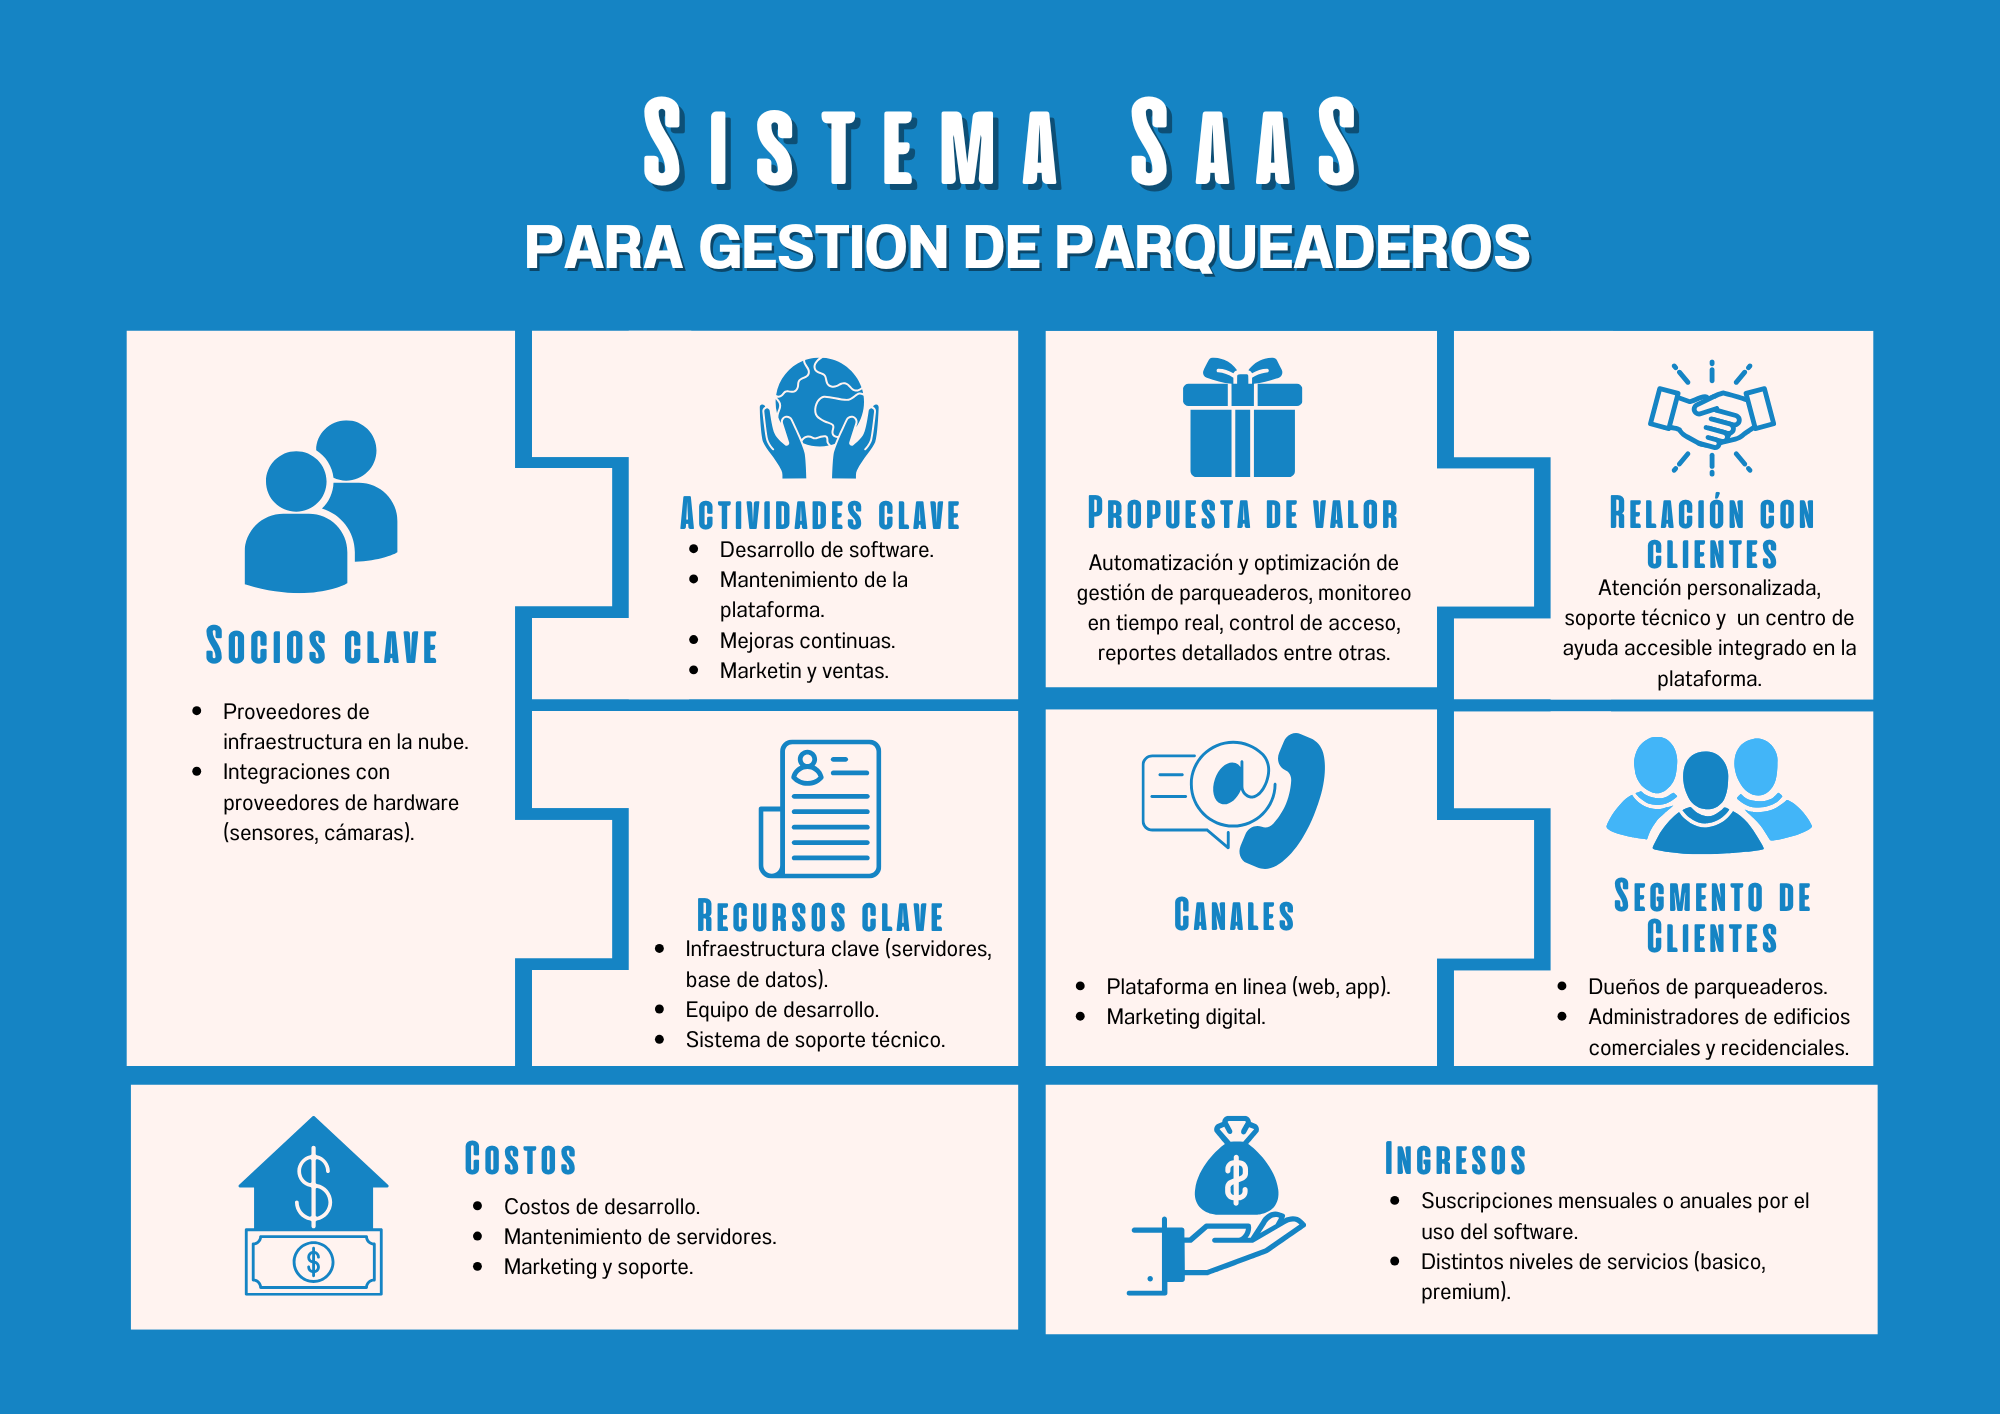 Sistema SaaS
PARA GESTION DE PARQUEADEROS
Socios clave
• Proveedores de
infraestructura en la nube.
• Integraciones con
proveedores de hardware
(sensores, cámaras).
Actividades clave
• Desarrollo de software.
• Mantenimiento de la
plataforma.
• Mejoras continuas.
• Marketin y ventas.
Recursos clave
• Infraestructura clave (servidores,
base de datos).
• Equipo de desarrollo.
• Sistema de soporte técnico.
Propuesta de valor
Automatización y optimización de
gestión de parqueaderos, monitoreo
en tiempo real, control de acceso,
reportes detallados entre otras.
Relación con
clientes
Atención personalizada,
soporte técnico y  un centro de
ayuda accesible integrado en la
plataforma.
Canales
• Plataforma en linea (web, app).
• Marketing digital.
Segmento de
Clientes
• Dueños de parqueaderos.
• Administradores de edificios
comerciales y recidenciales.
$
$
Costos
• Costos de desarrollo.
• Mantenimiento de servidores.
• Marketing y soporte.
$
Ingresos
• Suscripciones mensuales o anuales por el
uso del software.
• Distintos niveles de servicios (basico,
premium).